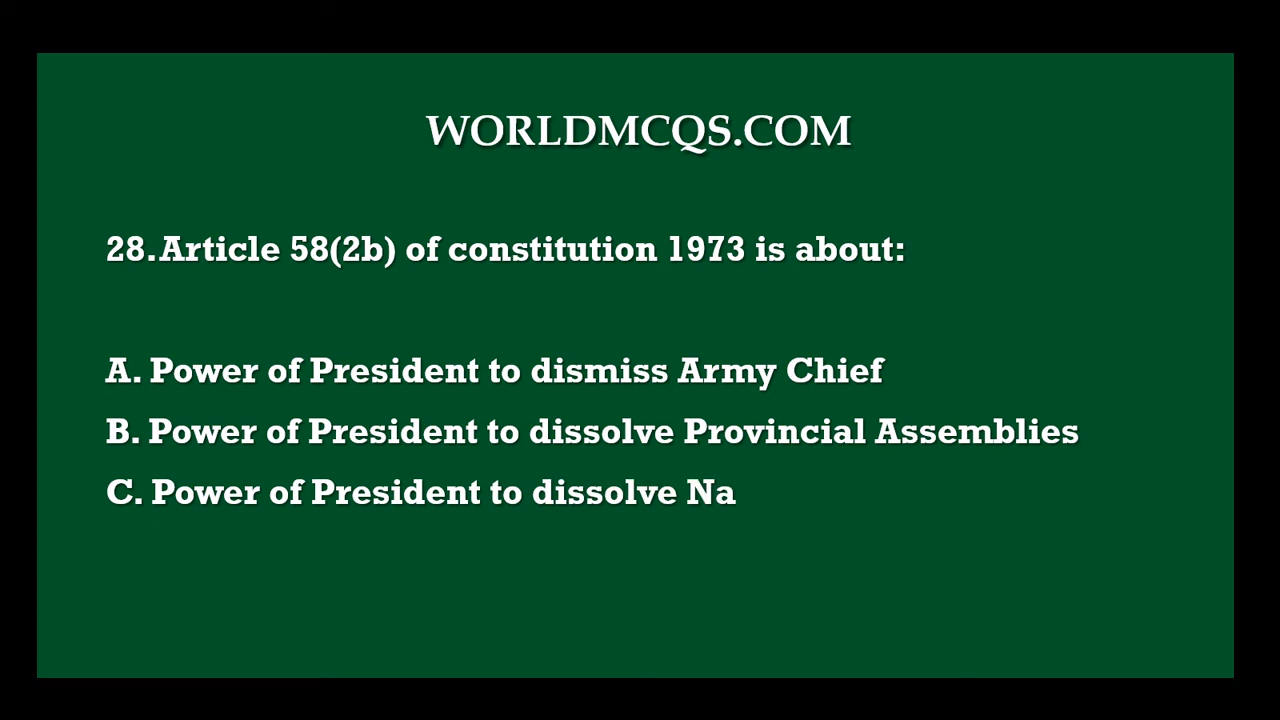 WORLDMCQS.COM
28.Article 58(2b) of constitution 1973 is about:
A. Power of President to dismiss Army Chief
B. Power of President to dissolve Provincial Assemblies
C. Power of President to dissolve Na